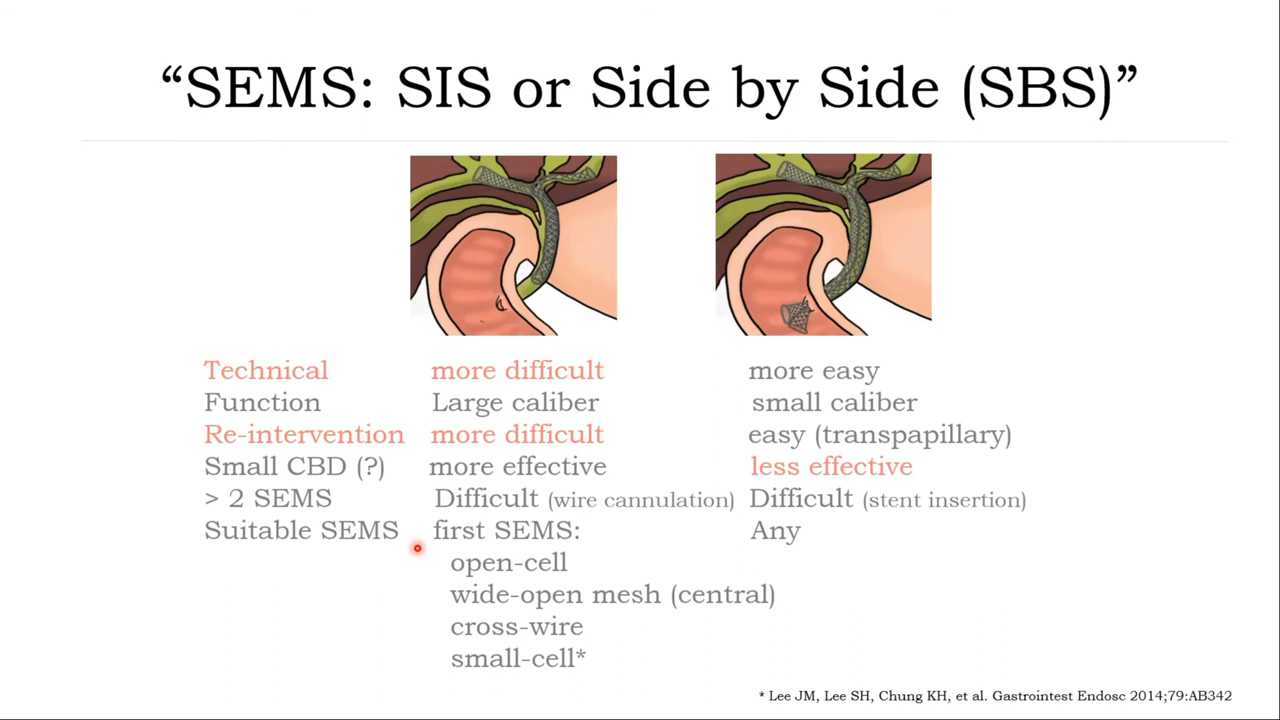 “SEMS: SIS or Side by Side (SBS)”
Technical more difficult more easy
Function Large caliber small caliber
Re-intervention more difficult easy (transpapillary)
Small CBD (?) more effective less effective
> 2 SEMS Difficult (wire cannulation) Difficult (stent insertion)
Suitable SEMS first SEMS: Any
open-cell
wide-open mesh (central)
cross-wire
small-cell*
* Lee JM, Lee SH, Chung KH, et al. Gastrointest Endosc 2014;79:AB342